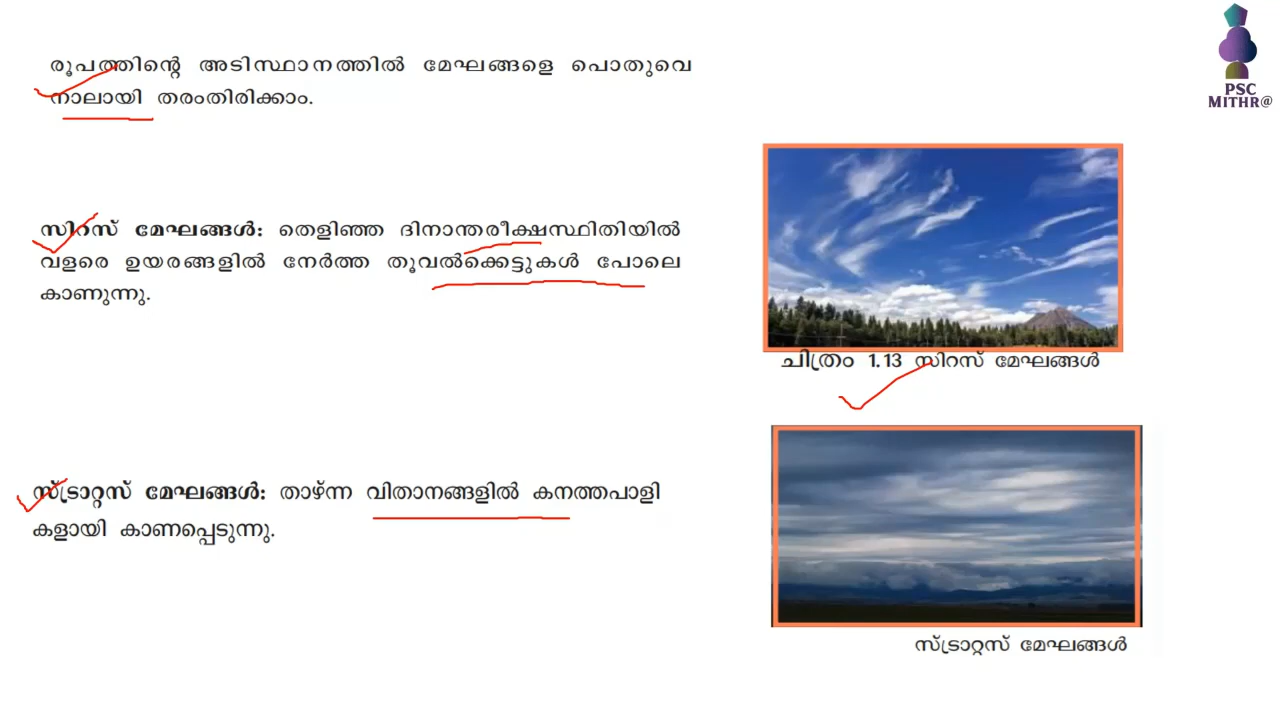 PSC
MITHR@
രൂപത്തിന്റെ അടിസ്ഥാനത്തിൽ മേഘങ്ങളെ പൊതുവെ
നാലായി തരംതിരിക്കാം.
സിറസ് മേഘങ്ങൾ: തെളിഞ്ഞ ദിനാന്തരീക്ഷസ്ഥിതിയിൽ
വളരെ ഉയരങ്ങളിൽ നേർത്ത തൂവൽക്കെട്ടുകൾ പോലെ
കാണുന്നു.
ചിത്രം 1.13 സിറസ് മേഘങ്ങൾ
സ്ട്രാറ്റസ് മേഘങ്ങൾ: താഴ്ന്ന വിതാനങ്ങളിൽ കനത്തപാളി
കളായി കാണപ്പെടുന്നു.
സ്ട്രാറ്റസ് മേഘങ്ങൾ